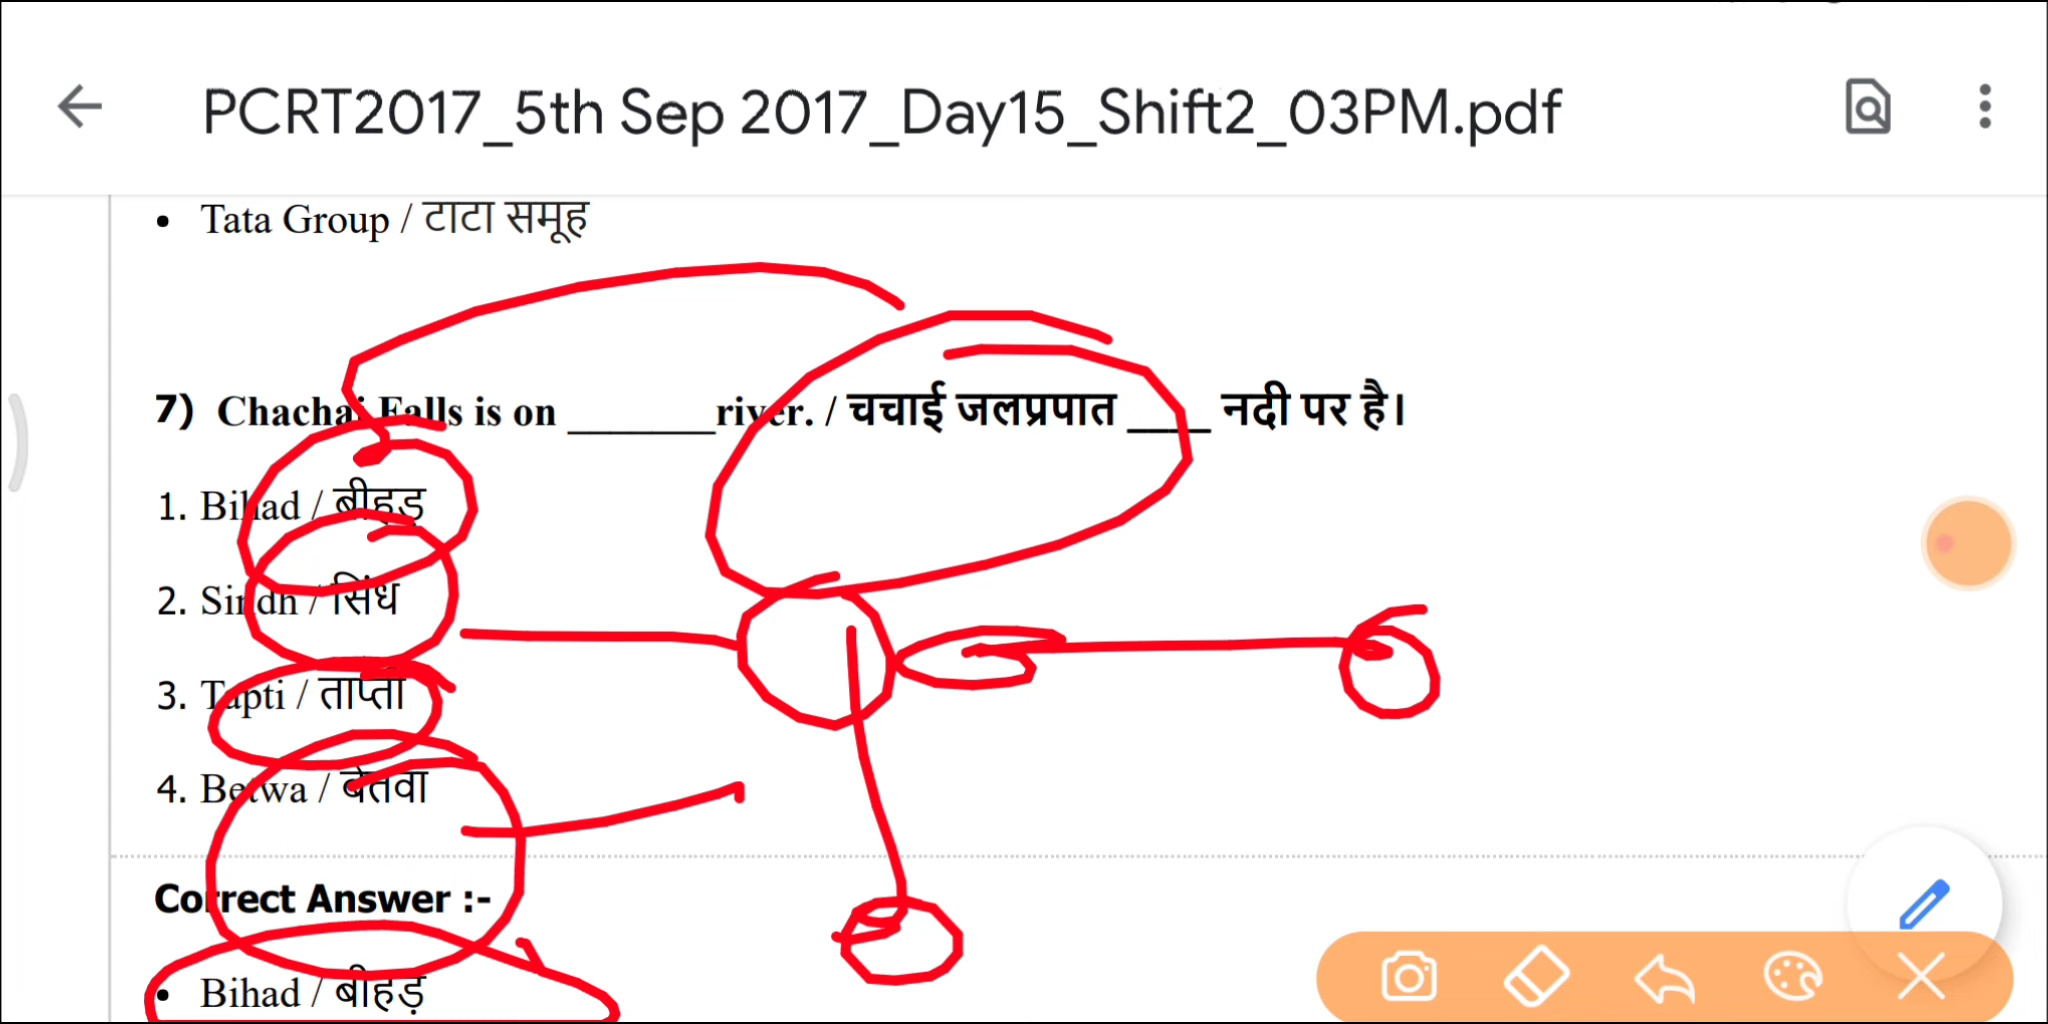 PCRT2017_5th Sep 2017_Day15_Shift2_03PM.pdf
• Tata Group / टाटा समूह
7) Chachai Falls is on _______river. / चचाई जलप्रपात ____ नदी पर है।
1. Bihad / बीहड़
2. Sindh / सिंध
3. Tapti / ताप्ती
4. Betwa / बेतवा
Correct Answer :-
• Bihad / बीहड़